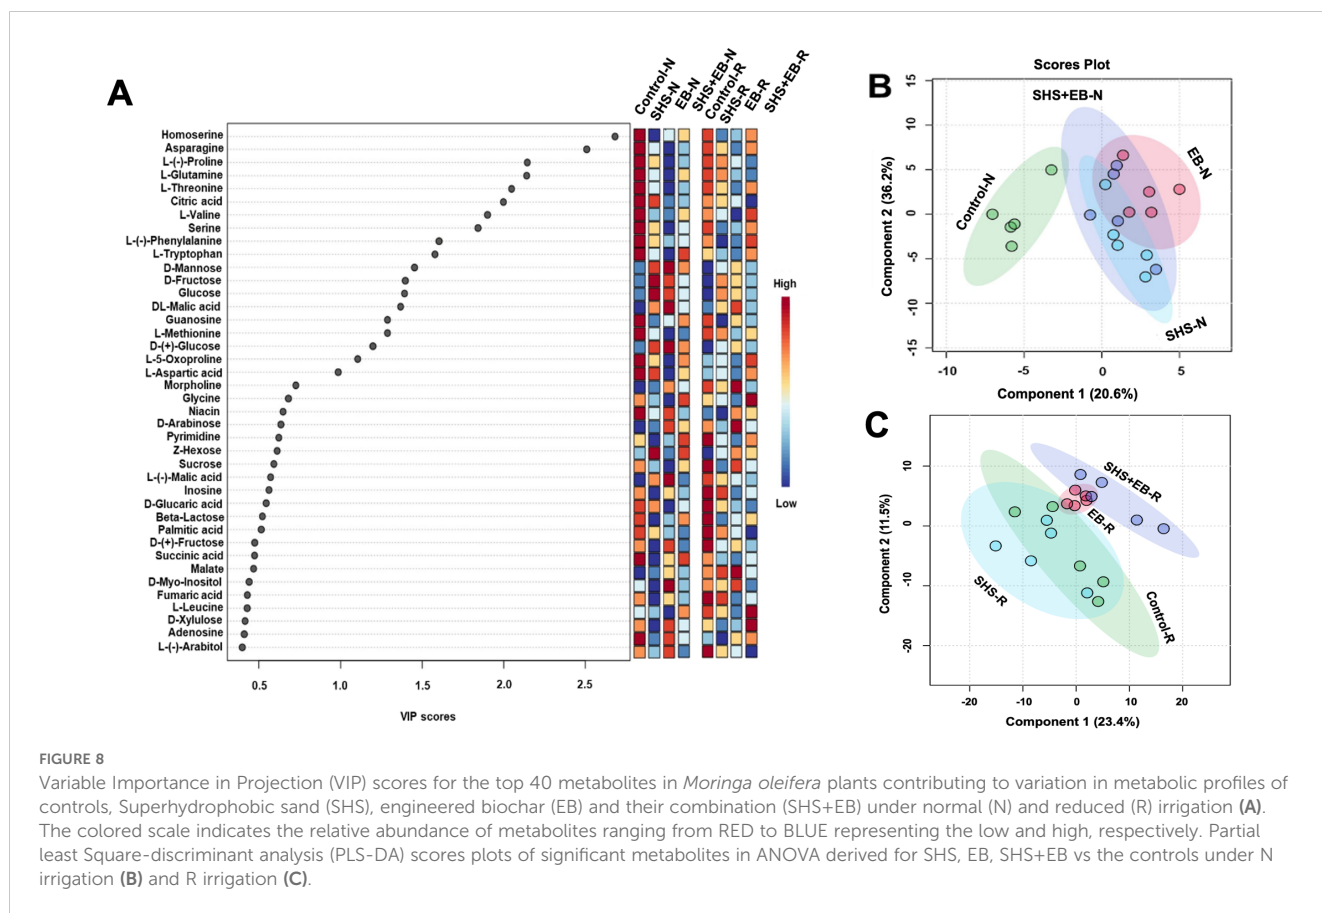 A
Control-N
SHS-N
EB-N
SHS+EB-N
Control-R
SHS-R
EB-R
SHS+EB-R
Homoserine
Asparagine
L-(-)-Proline
L-Glutamine
L-Threonine
Citric acid
L-Valine
Serine
L-(-)-Phenylalanine
L-Tryptophan
D-Mannose
D-Fructose
Glucose
DL-Malic acid
Guanosine
L-Methionine
D-(+)-Glucose
L-5-Oxoproline
L-Aspartic acid
Morpholine
Glycine
Niacin
D-Arabinose
Pyrimidine
Z-Hexose
Sucrose
L-(-)-Malic acid
Inosine
D-Glucaric acid
Beta-Lactose
Palmitic acid
D-(+)-Fructose
Succinic acid
Malate
D-Myo-Inositol
Fumaric acid
L-Leucine
D-Xylulose
Adenosine
L-(-)-Arabitol
0.5 1.0 1.5 2.0 2.5
VIP scores
High
Low
B
Scores Plot
SHS+EB-N
EB-N
Control-N
SHS-N
Component 2 (36.2%)
15
10
5
0
-5
-10
-15
-10 -5 0 5
Component 1 (20.6%)
C
SHS+EB-R
EB-R
SHS-R
Control-R
Component 2 (11.5%)
10
0
-10
-20
-20 -10 0 10 20
Component 1 (23.4%)
FIGURE 8
Variable Importance in Projection (VIP) scores for the top 40 metabolites in Moringa oleifera plants contributing to variation in metabolic profiles of
controls, Superhydrophobic sand (SHS), engineered biochar (EB) and their combination (SHS+EB) under normal (N) and reduced (R) irrigation (A).
The colored scale indicates the relative abundance of metabolites ranging from RED to BLUE representing the low and high, respectively. Partial
least Square-discriminant analysis (PLS-DA) scores plots of significant metabolites in ANOVA derived for SHS, EB, SHS+EB vs the controls under N
irrigation (B) and R irrigation (C).